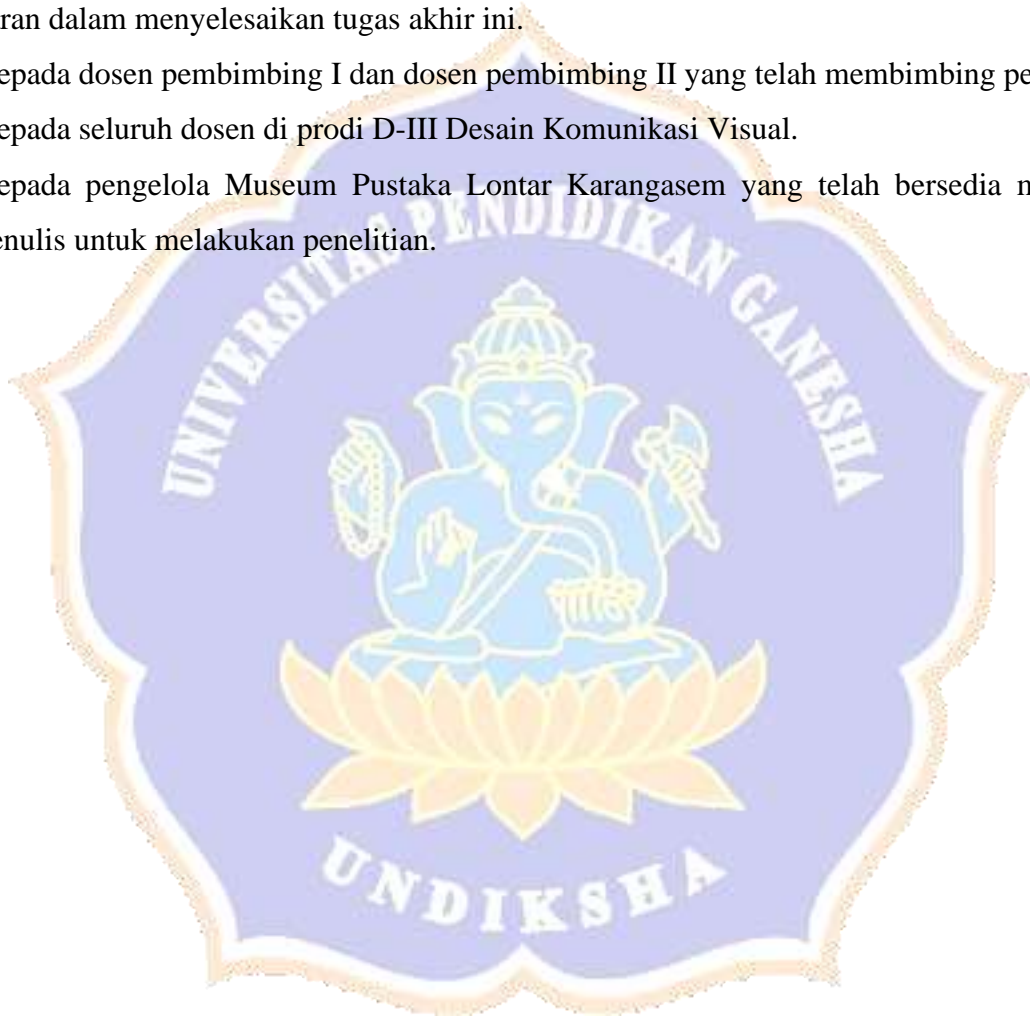 ran dalam menyelesaikan tugas akhir ini.
epada dosen pembimbing I dan dosen pembimbing II yang telah membimbing pe
epada seluruh dosen di prodi D-III Desain Komunikasi Visual.
epada pengelola Museum Pustaka Lontar Karangasem yang telah bersedia m
enulis untuk melakukan penelitian.
UNIVERSITAS PENDIDIKAN GANESHA
UNDIKSHA